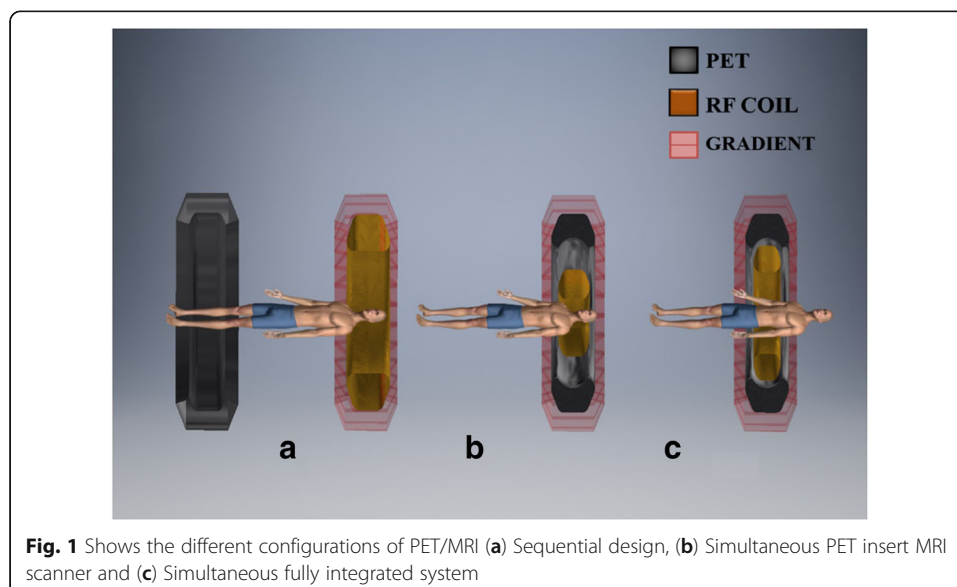 PET
RF COIL
GRADIENT
a
b
c
Fig. 1 Shows the different configurations of PET/MRI (a) Sequential design, (b) Simultaneous PET insert MRI
scanner and (c) Simultaneous fully integrated system